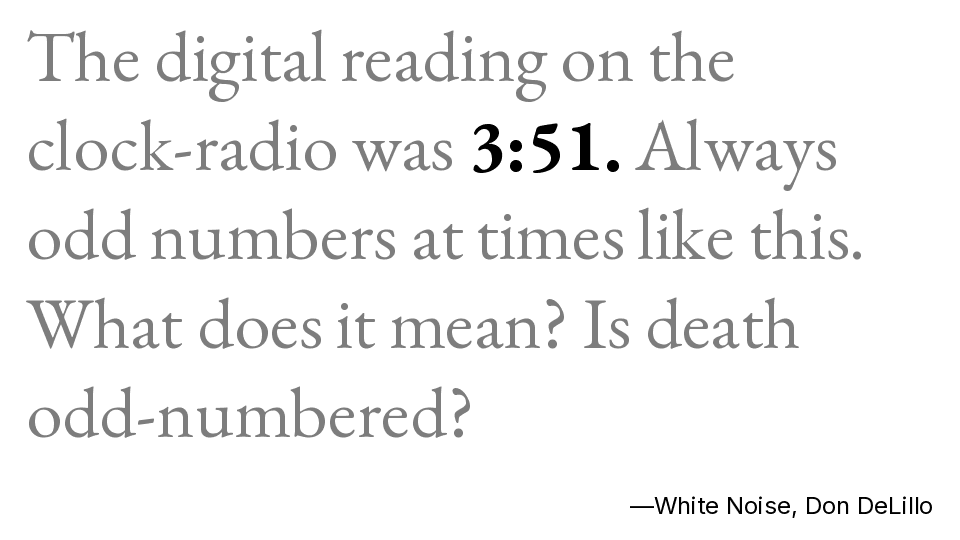 The digital reading on the
clock-radio was 3:51. Always
odd numbers at times like this.
What does it mean? Is death
odd-numbered?
—White Noise, Don DeLillo